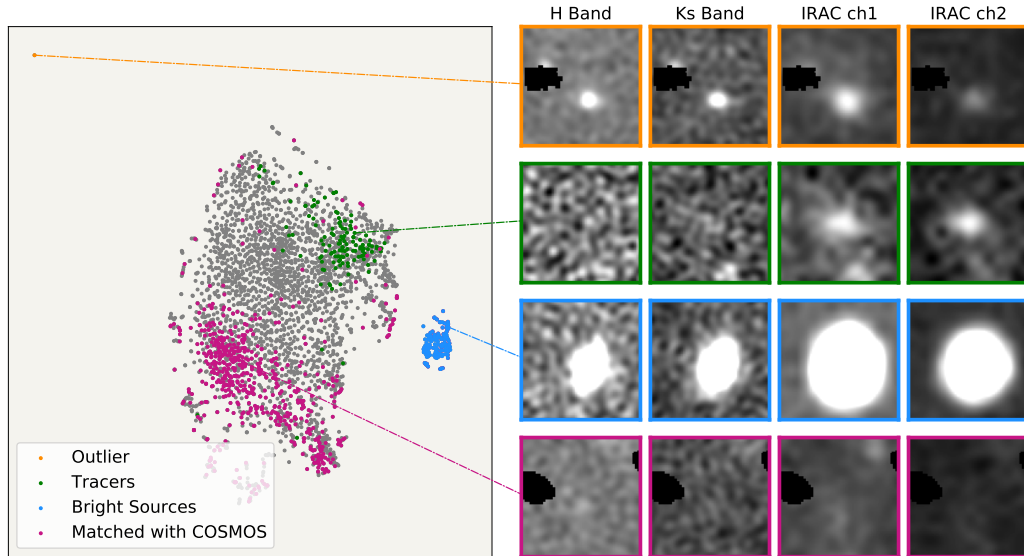 H Band Ks Band IRAC ch1 IRAC ch2
Outlier
Tracers
Bright Sources
Matched with COSMOS